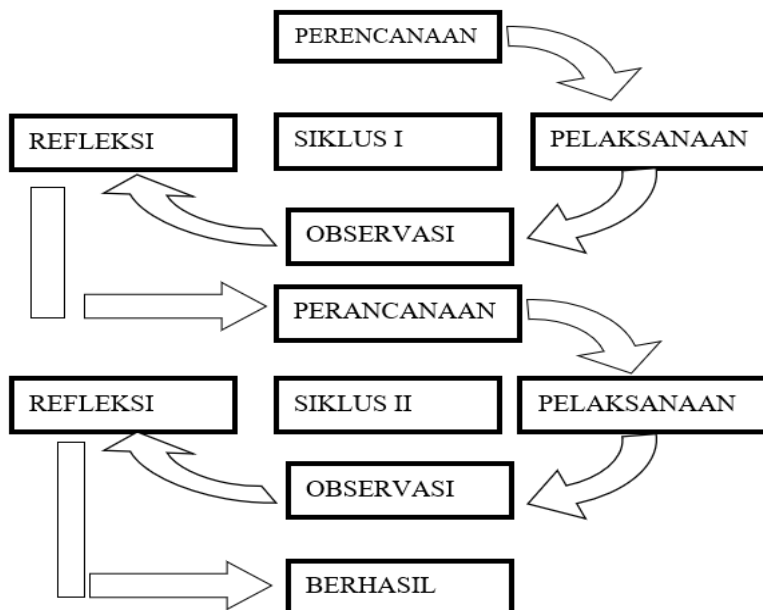 PERENCANAAN
REFLEKSI
SIKLUS I
PELAKSANAAN
OBSERVASI
PERANCANAAN
REFLEKSI
SIKLUS II
PELAKSANAAN
OBSERVASI
BERHASIL